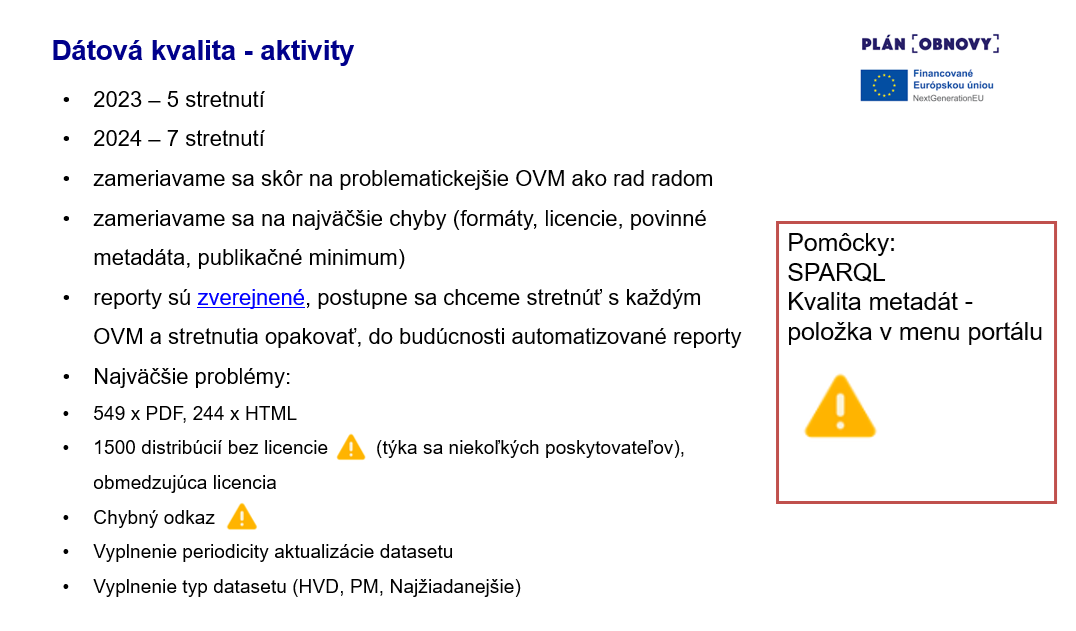 Dátová kvalita - aktivity
PLÁN [OBNOVY]
Financované
Európskou úniou
NextGenerationEU
• 2023 – 5 stretnutí
• 2024 – 7 stretnutí
• zameriavame sa skôr na problematickejšie OVM ako rad radom
• zameriavame sa na najväčšie chyby (formáty, licencie, povinné
metadáta, publikačné minimum)
• reporty sú zverejnené, postupne sa chceme stretnúť s každým
OVM a stretnutia opakovať, do budúcnosti automatizované reporty
• Najväčšie problémy:
• 549 x PDF, 244 x HTML
• 1500 distribúcií bez licencie (týka sa niekoľkých poskytovateľov),
obmedzujúca licencia
• Chybný odkaz
• Vyplnenie periodicity aktualizácie datasetu
• Vyplnenie typ datasetu (HVD, PM, Najžiadanejšie)
Pomôcky:
SPARQL
Kvalita metadát -
položka v menu portálu